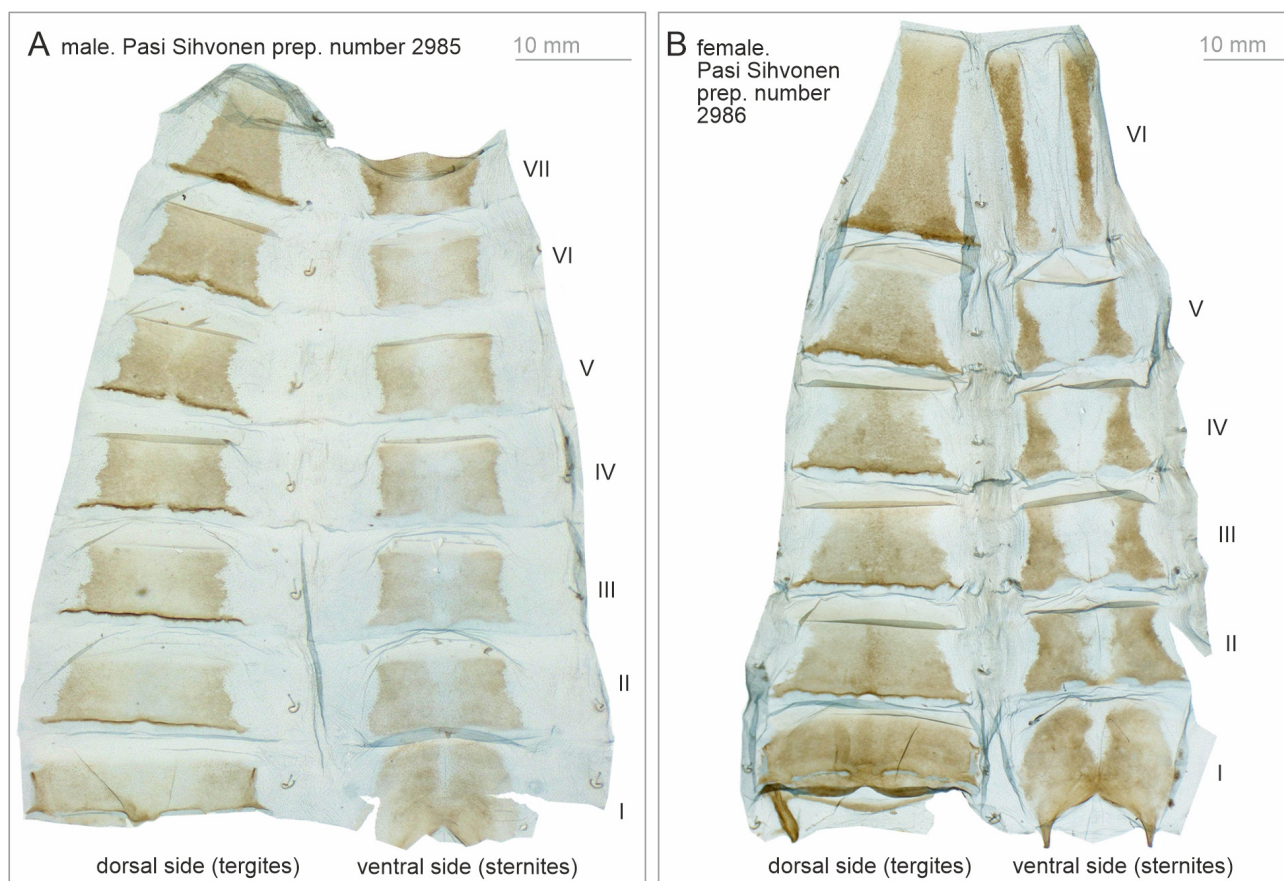 A male. Pasi Sihvonen prep. number 2985
10 mm
VII
VI
V
IV
III
II
I
dorsal side (tergites)
ventral side (sternites)
B female.
Pasi Sihvonen
prep. number
2986
10 mm
VI
V
IV
III
II
I
dorsal side (tergites)
ventral side (sternites)